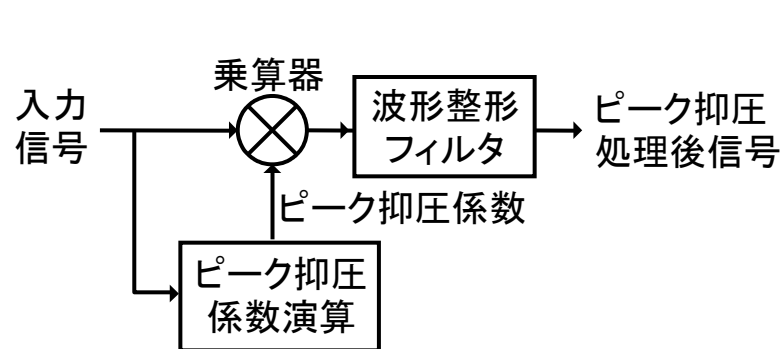 乗算器
入力
信号
波形整形
フィルタ
ピーク抑圧
処理後信号
ピーク抑圧係数
ピーク抑圧
係数演算